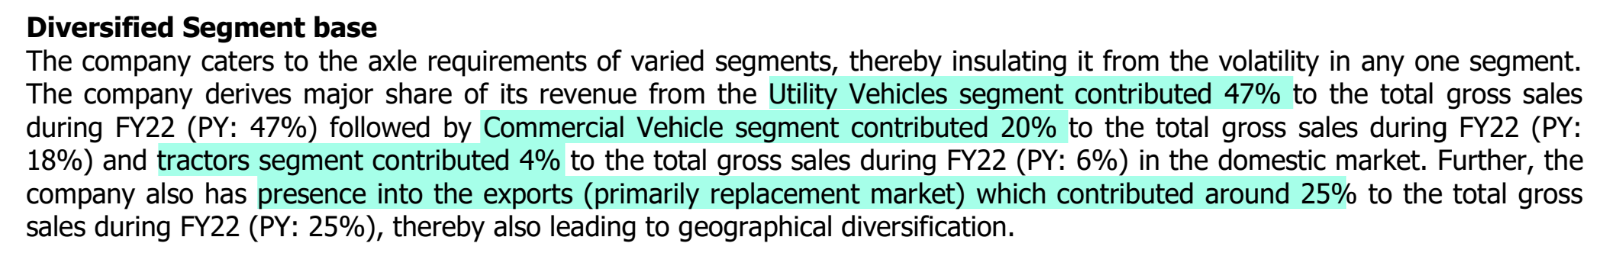 Diversified Segment base
The company caters to the axle requirements of varied segments, thereby insulating it from the volatility in any one segment.
The company derives major share of its revenue from the Utility Vehicles segment contributed 47% to the total gross sales
during FY22 (PY: 47%) followed by Commercial Vehicle segment contributed 20% to the total gross sales during FY22 (PY:
18%) and tractors segment contributed 4% to the total gross sales during FY22 (PY: 6%) in the domestic market. Further, the
company also has presence into the exports (primarily replacement market) which contributed around 25% to the total gross
sales during FY22 (PY: 25%), thereby also leading to geographical diversification.